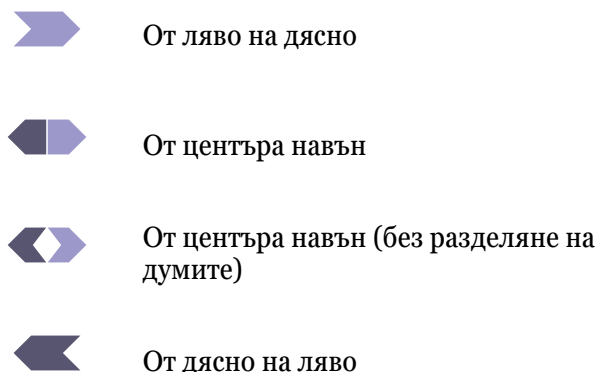 От ляво на дясно
От центъра навън
От центъра навън (без разделяне на
думите)
От дясно на ляво